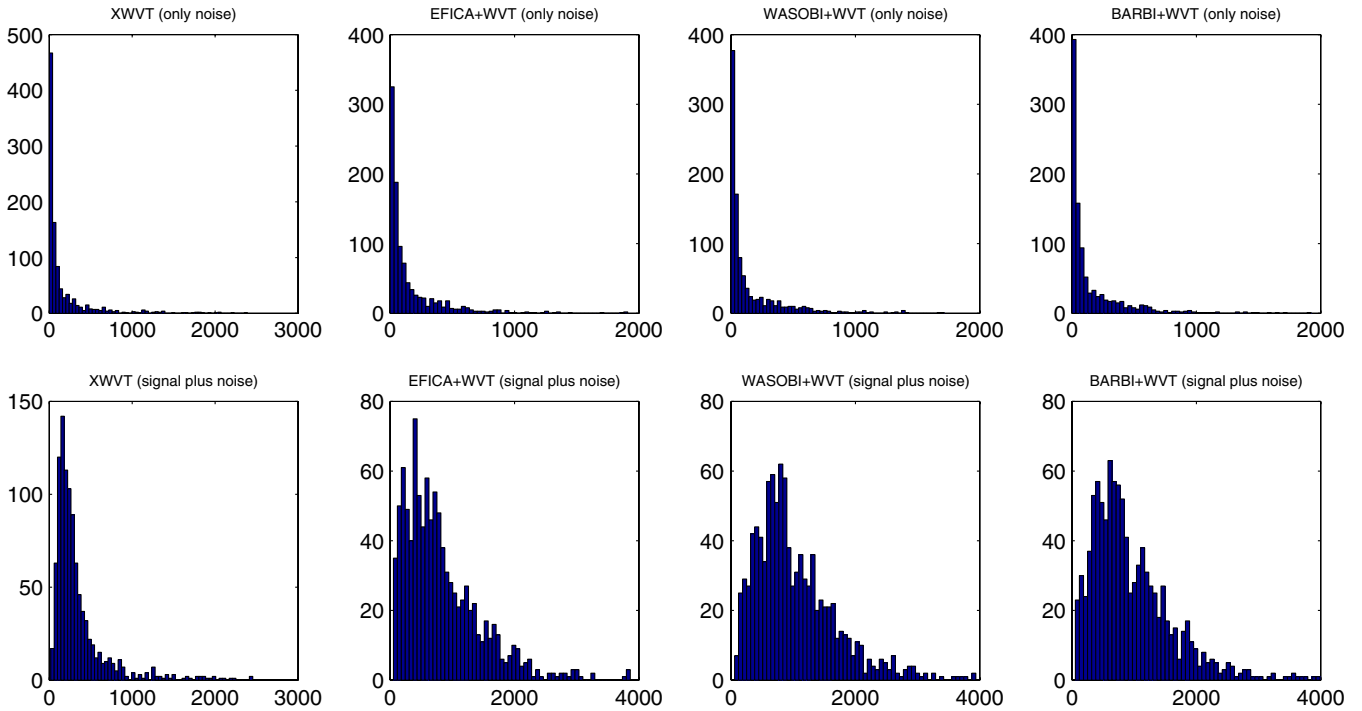 XWVT (only noise)
EFICA+WVT (only noise)
WASOBI+WVT (only noise)
BARBI+WVT (only noise)
500
400
300
200
100
0
0 1000 2000 3000
400
300
200
100
0
0 1000 2000
400
300
200
100
0
0 1000 2000
400
300
200
100
0
0 1000 2000
XWVT (signal plus noise)
EFICA+WVT (signal plus noise)
WASOBI+WVT (signal plus noise)
BARBI+WVT (signal plus noise)
150
100
50
0
0 1000 2000 3000
80
60
40
20
0
0 2000 4000
80
60
40
20
0
0 2000 4000
80
60
40
20
0
0 2000 4000